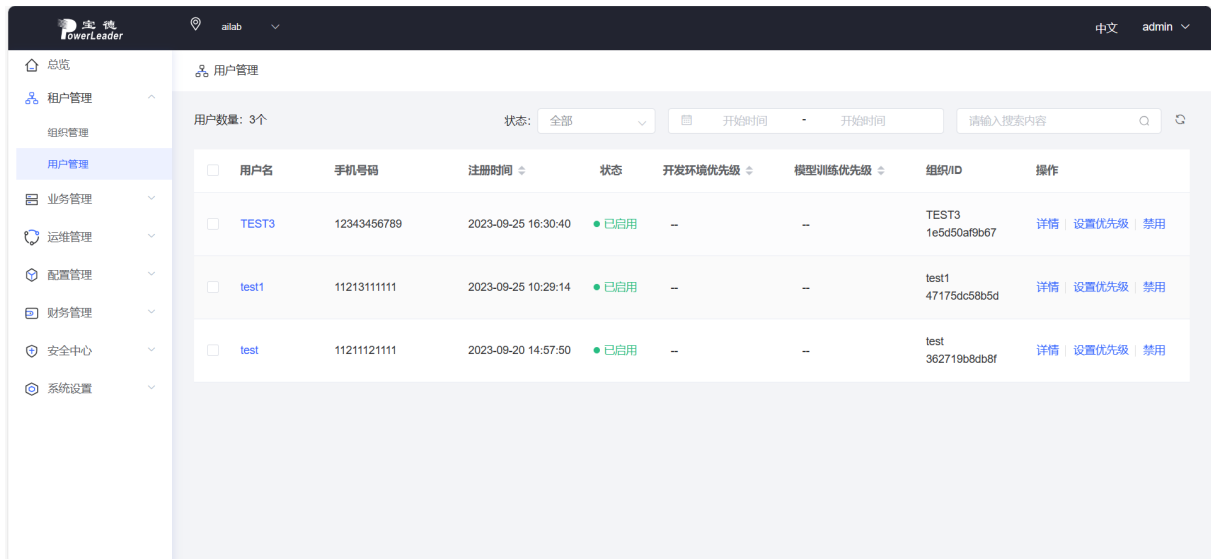 宝德
PowerLeader
ailab
中文
admin
总览
租户管理
组织管理
用户管理
业务管理
运维管理
配置管理
财务管理
安全中心
系统设置
用户管理
用户数量：3个
状态： 全部 开始时间 - 开始时间 请输入搜索内容
用户名 手机号码 注册时间 状态 开发环境优先级 模型训练优先级 组织/ID 操作
TEST3 12343456789 2023-09-25 16:30:40 已启用 -- -- TEST3 详情 设置优先级 禁用
1e5d50af9b67
test1 11213111111 2023-09-25 10:29:14 已启用 -- -- test1 详情 设置优先级 禁用
47175dc58b5d
test 11211121111 2023-09-20 14:57:50 已启用 -- -- test 详情 设置优先级 禁用
362719b8db8f